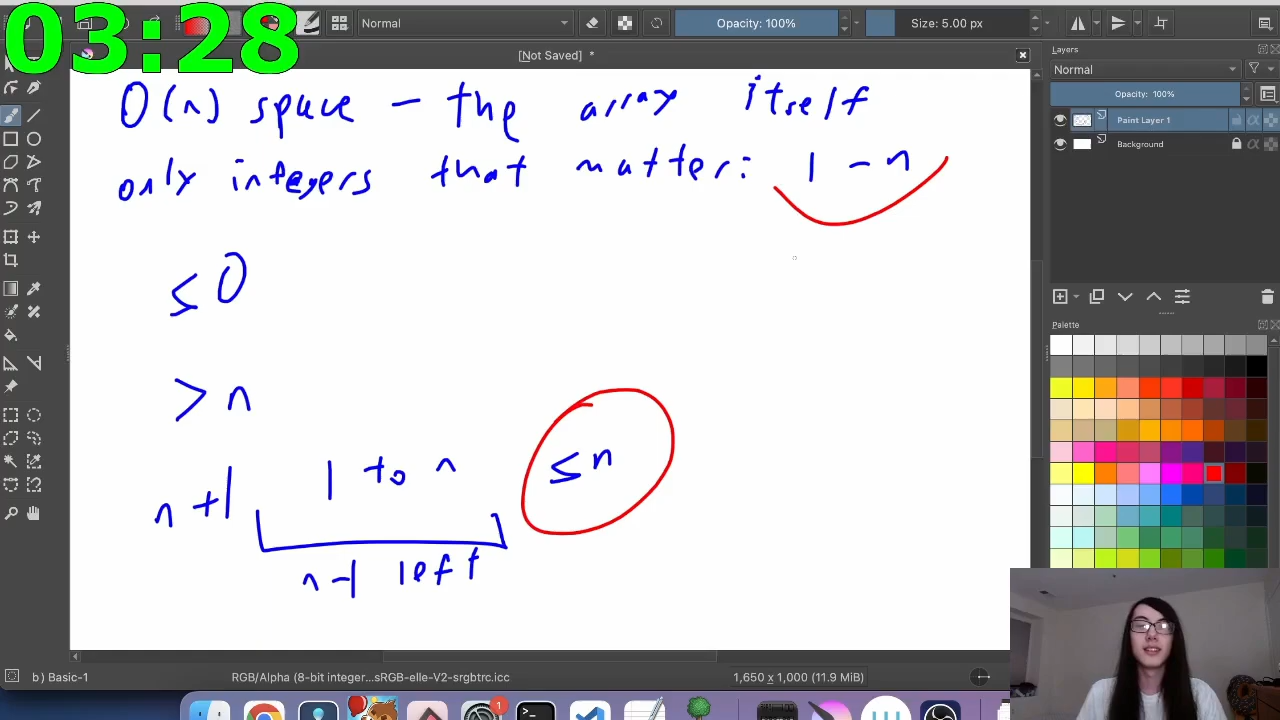 03:28
Normal
Opacity: 100%
Size: 5.00 px
[Not Saved] *
Layers
Normal
Opacity: 100%
Paint Layer 1
Background
Palette
O(n) space - the array itself
only integers that matter: 1 - n
≤ 0
> n
1 to n
≤ n
n +1
n-1 left
b) Basic-1
RGB/Alpha (8-bit integer...sRGB-elle-V2-srgbtrc.icc
1,650 x 1,000 (11.9 MiB)
1